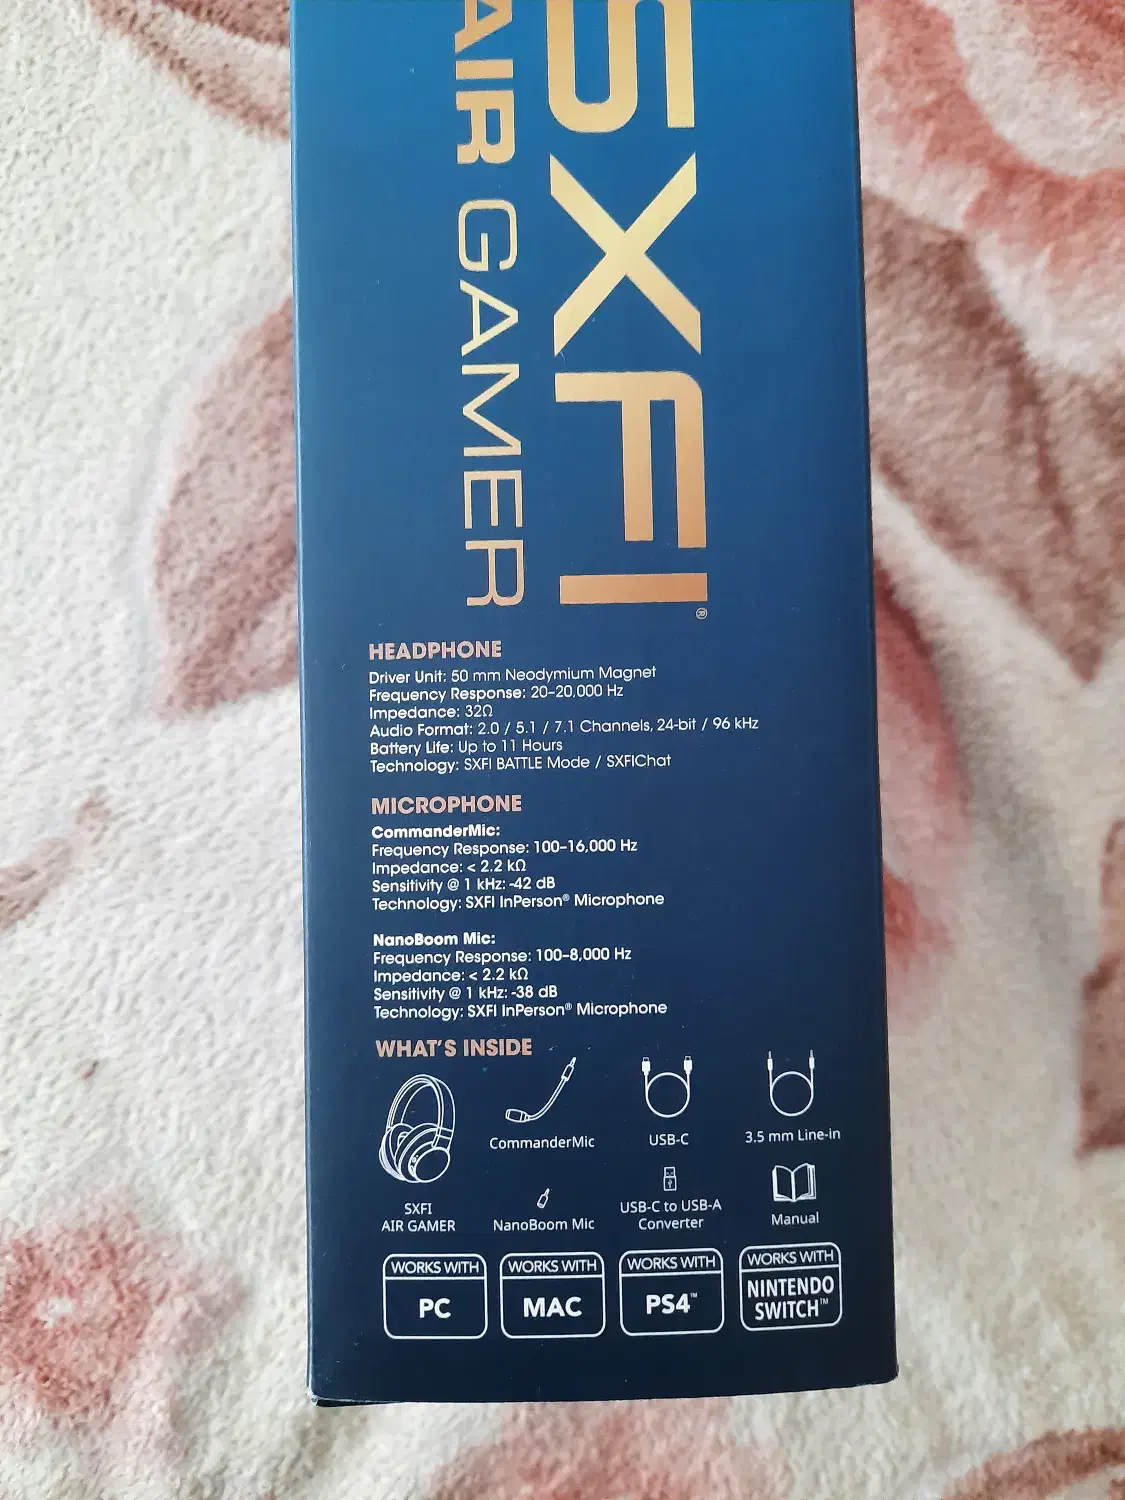 SXFI®
AIR GAMER
HEADPHONE
Driver Unit: 50 mm Neodymium Magnet
Frequency Response: 20-20,000 Hz
Impedance: 32Ω
Audio Format: 2.0 / 5.1 / 7.1 Channels, 24-bit / 96 kHz
Battery Life: Up to 11 Hours
Technology: SXFI BATTLE Mode / SXFIChat
MICROPHONE
CommanderMic:
Frequency Response: 100-16,000 Hz
Impedance: < 2.2 kΩ
Sensitivity @ 1 kHz: -42 dB
Technology: SXFI InPerson® Microphone
NanoBoom Mic:
Frequency Response: 100-8,000 Hz
Impedance: < 2.2 kΩ
Sensitivity @ 1 kHz: -38 dB
Technology: SXFI InPerson® Microphone
WHAT'S INSIDE
SXFI
AIR GAMER
CommanderMic
USB-C
3.5 mm Line-in
NanoBoom Mic
USB-C to USB-A
Converter
Manual
WORKS WITH
PC
WORKS WITH
MAC
WORKS WITH
PS4™
WORKS WITH
NINTENDO
SWITCH™